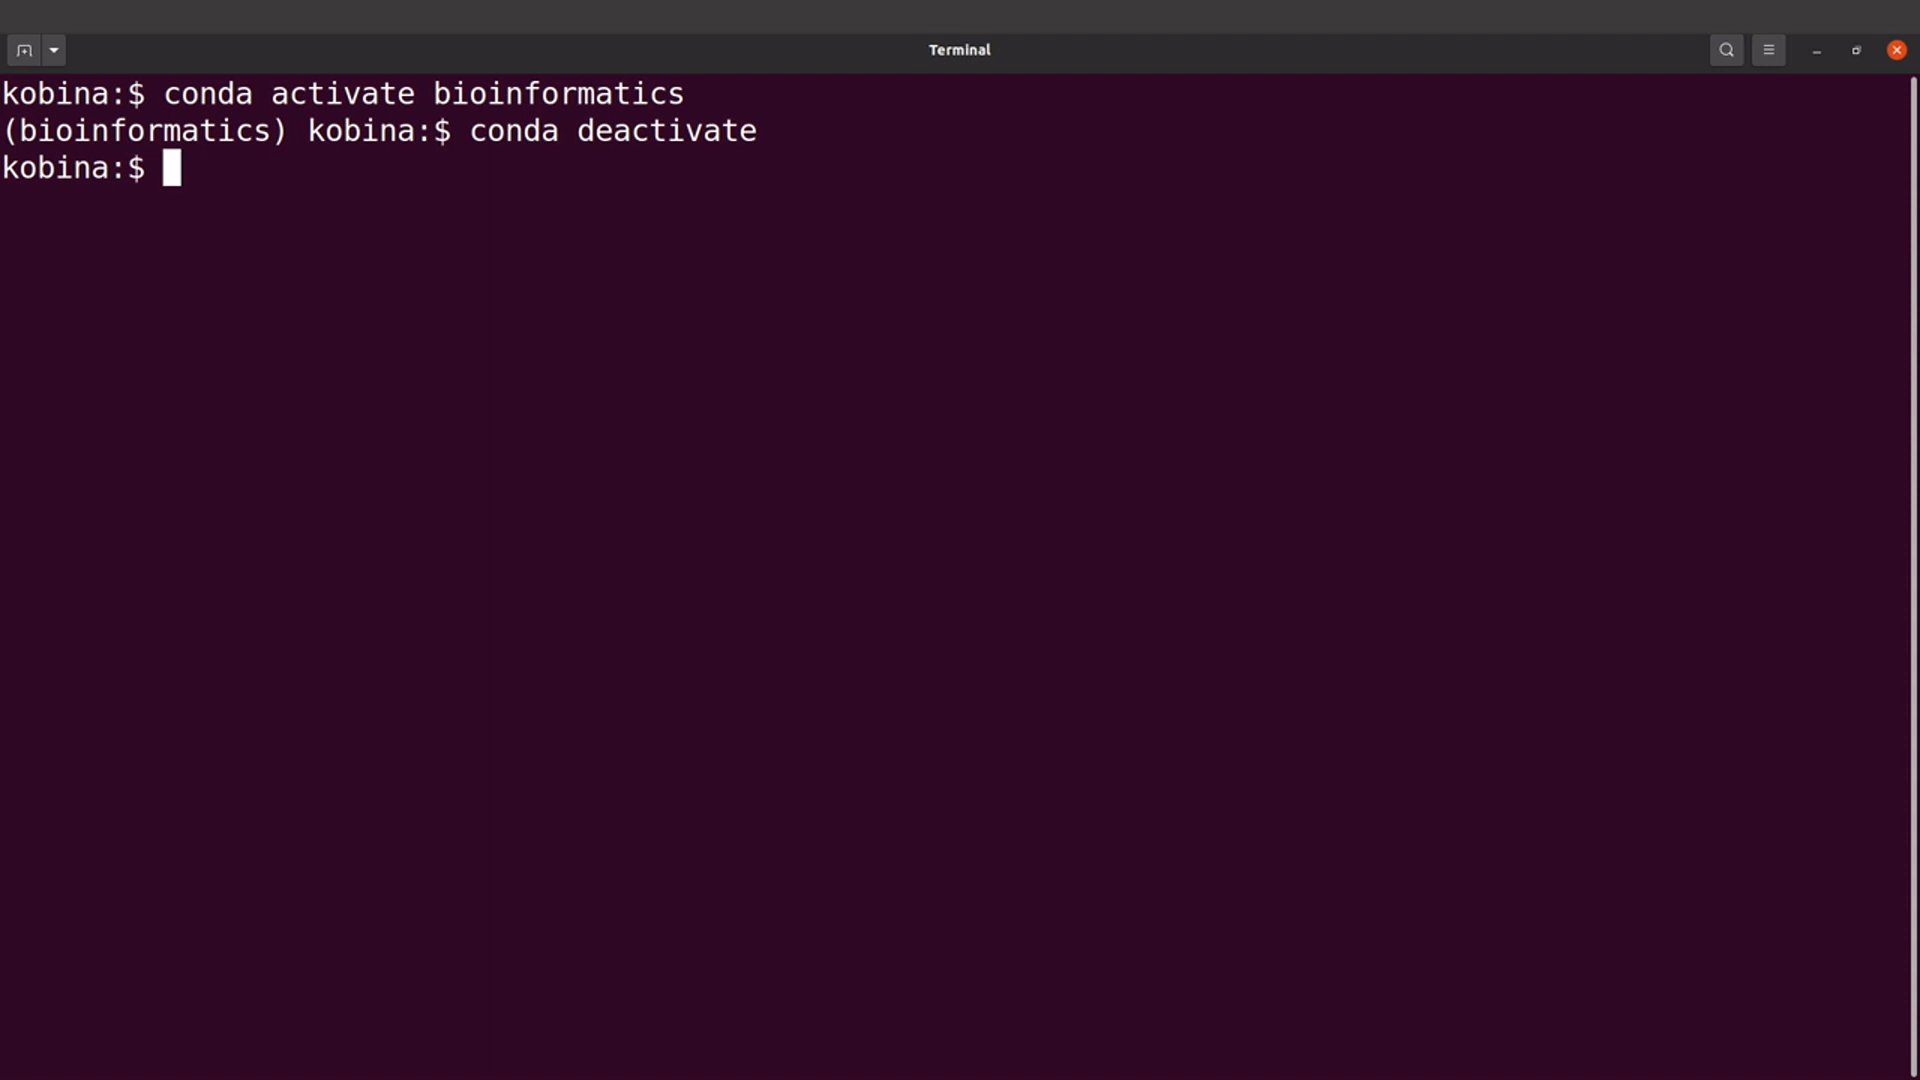 Terminal
kobina:$ conda activate bioinformatics
(bioinformatics) kobina:$ conda deactivate
kobina:$